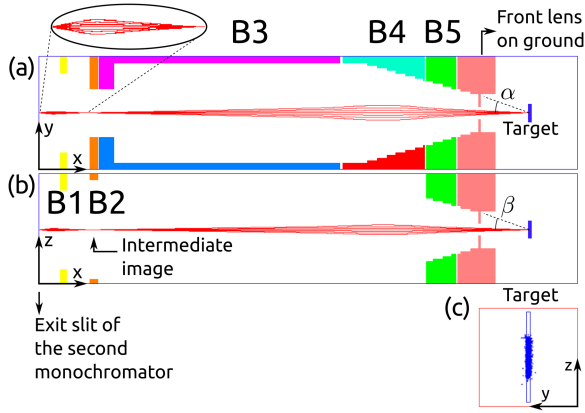 B3
B4
B5
Front lens
on ground
(a)
α
y
x
Target
(b)
B1
B2
β
z
x
Intermediate
image
Target
(c)
Exit slit of
the second
monochromator
z
y